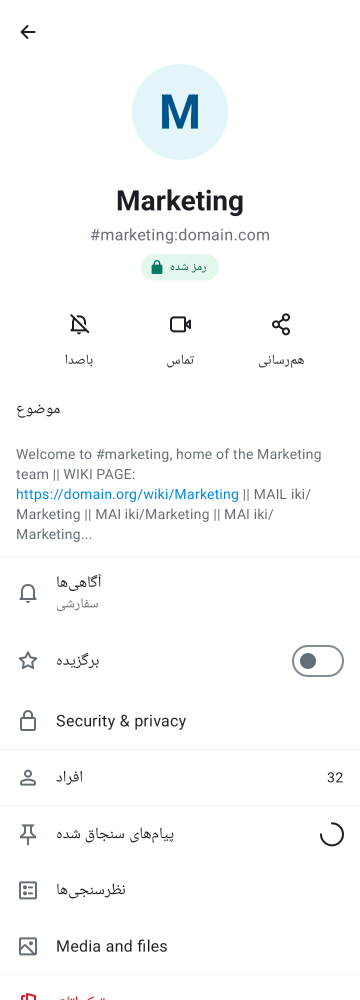 M
Marketing
#marketing:domain.com
رمز شده
باصدا
تماس
هم‌رسانی
موضوع
Welcome to #marketing, home of the Marketing
team || WIKI PAGE:
https://domain.org/wiki/Marketing || MAIL iki/
Marketing || MAI iki/Marketing || MAI iki/
Marketing...
آگاهی‌ها
سفارشی
برگزیده
Security & privacy
افراد
32
پیام‌های سنجاق شده
نظرسنجی‌ها
Media and files